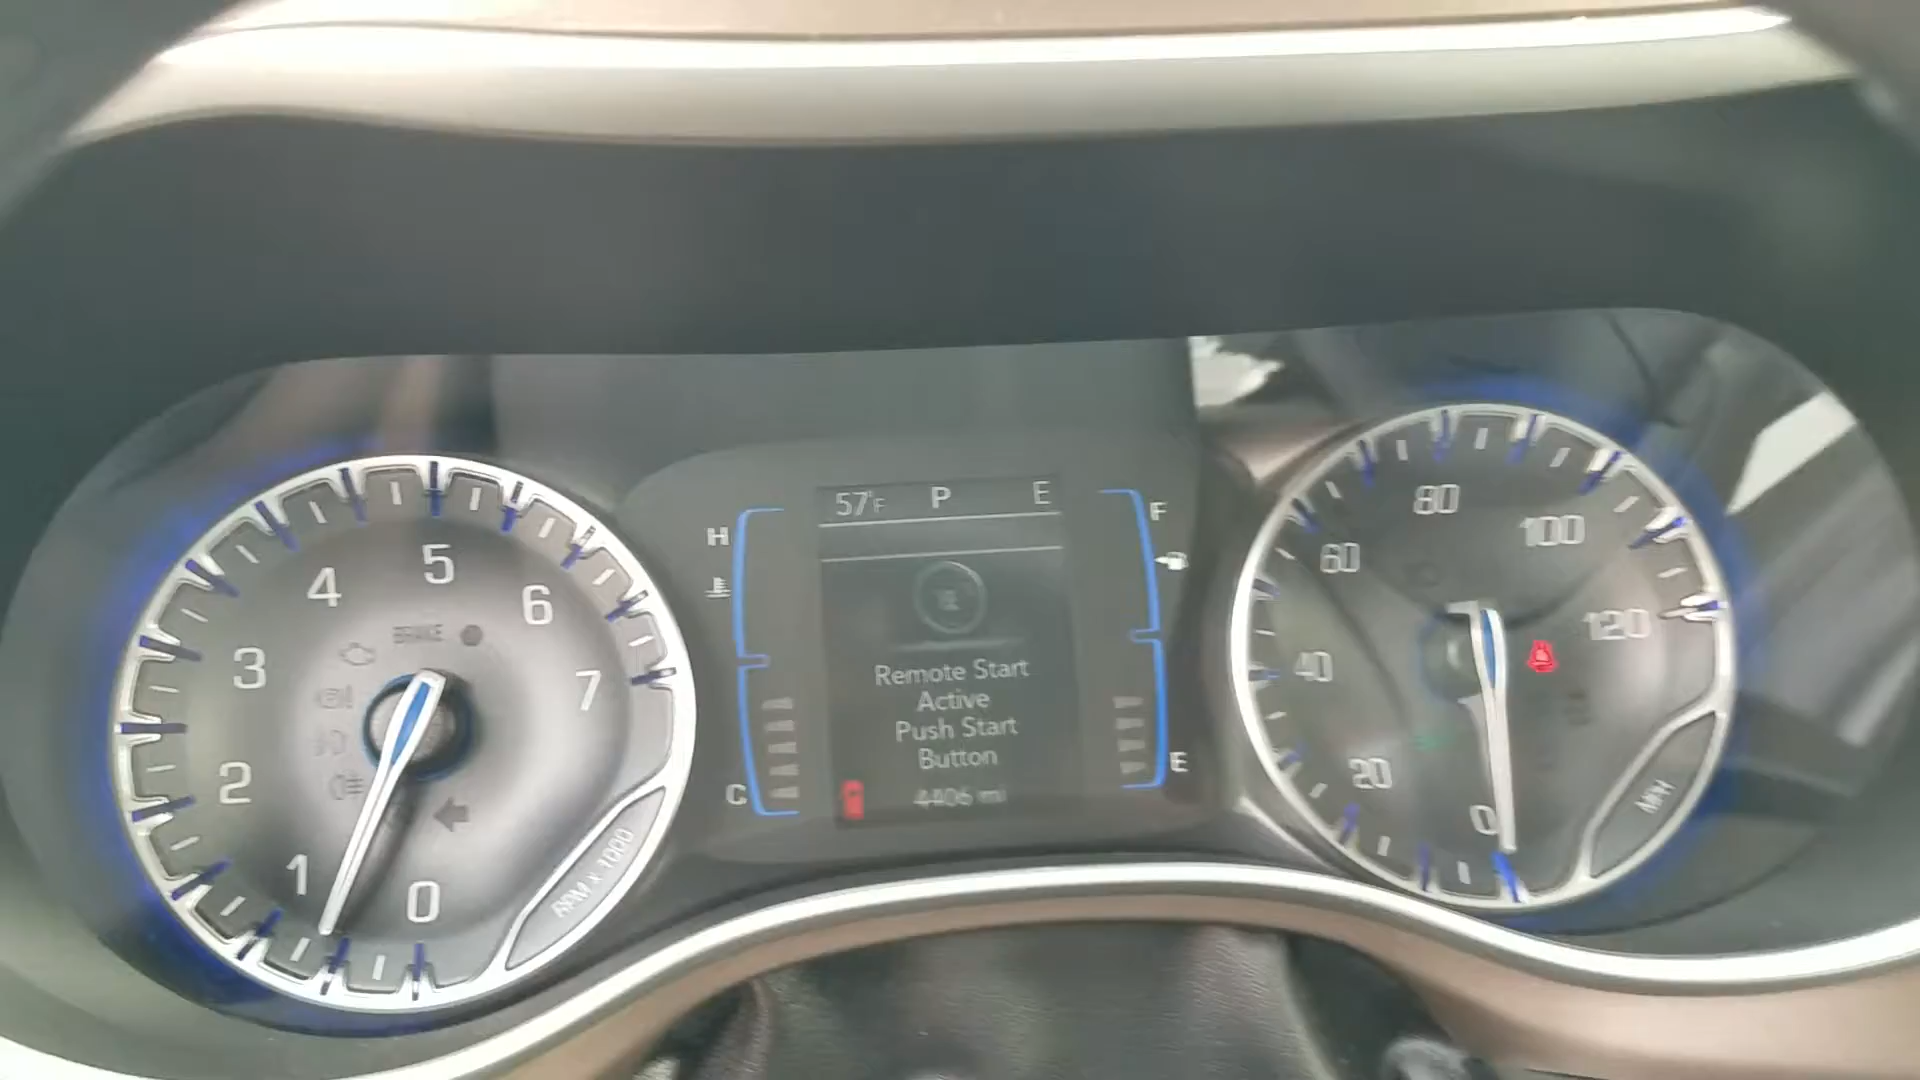 57°F P E
H F
Remote Start
Active
Push Start
Button
4406 mi
C E
5
4 6
BRAKE
3 7
2
1 0
RPM x 1000
80
60 100
40 120
20
0
MPH